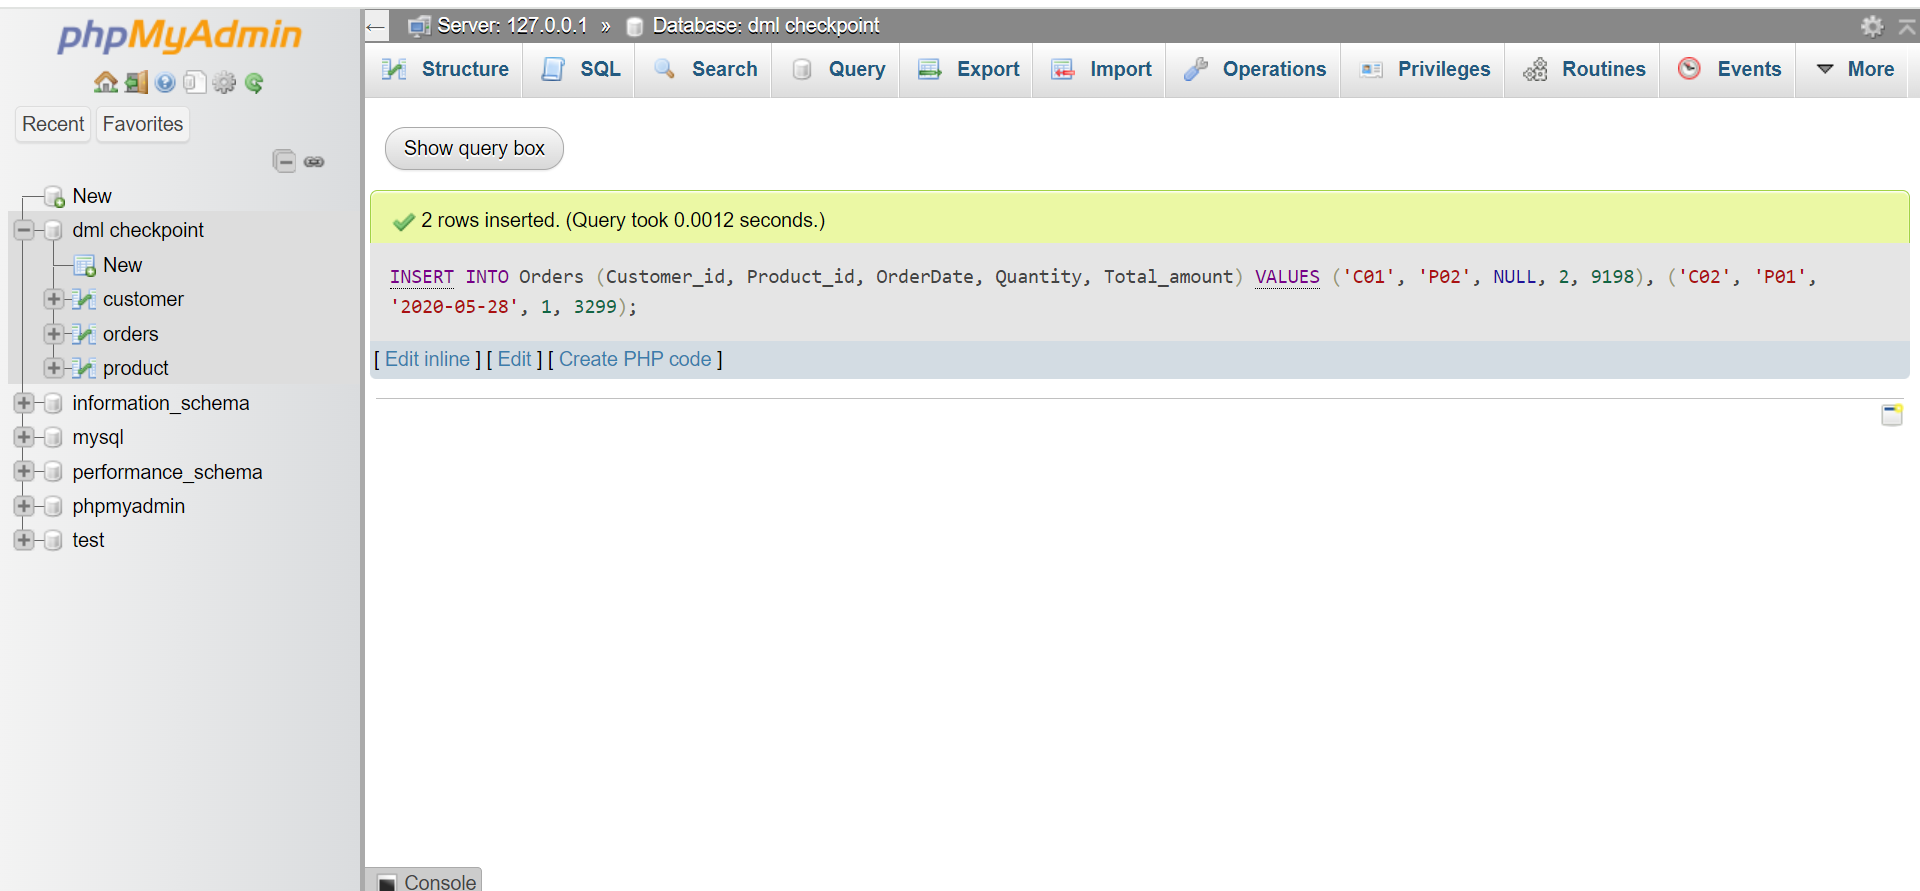 phpMyAdmin
Recent
Favorites
New
dml checkpoint
New
customer
orders
product
information_schema
mysql
performance_schema
phpmyadmin
test
Server: 127.0.0.1 » Database: dml checkpoint
Structure SQL Search Query Export Import Operations Privileges Routines Events More
Show query box
2 rows inserted. (Query took 0.0012 seconds.)
INSERT INTO Orders (Customer_id, Product_id, OrderDate, Quantity, Total_amount) VALUES ('C01', 'P02', NULL, 2, 9198), ('C02', 'P01',
'2020-05-28', 1, 3299);
[ Edit inline ] [ Edit ] [ Create PHP code ]
Console